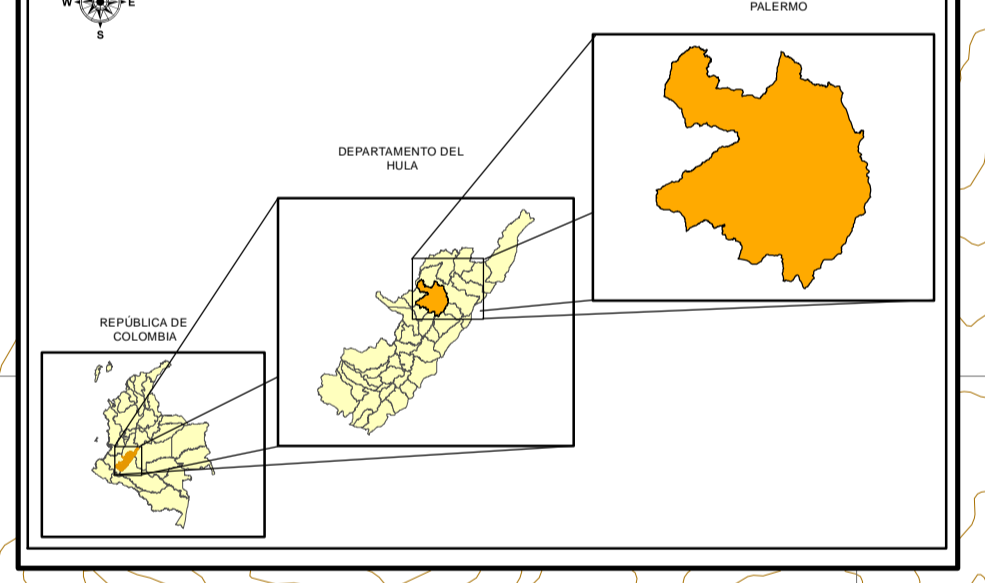 W
E
S
PALERMO
DEPARTAMENTO DEL
HULA
REPÚBLICA DE
COLOMBIA